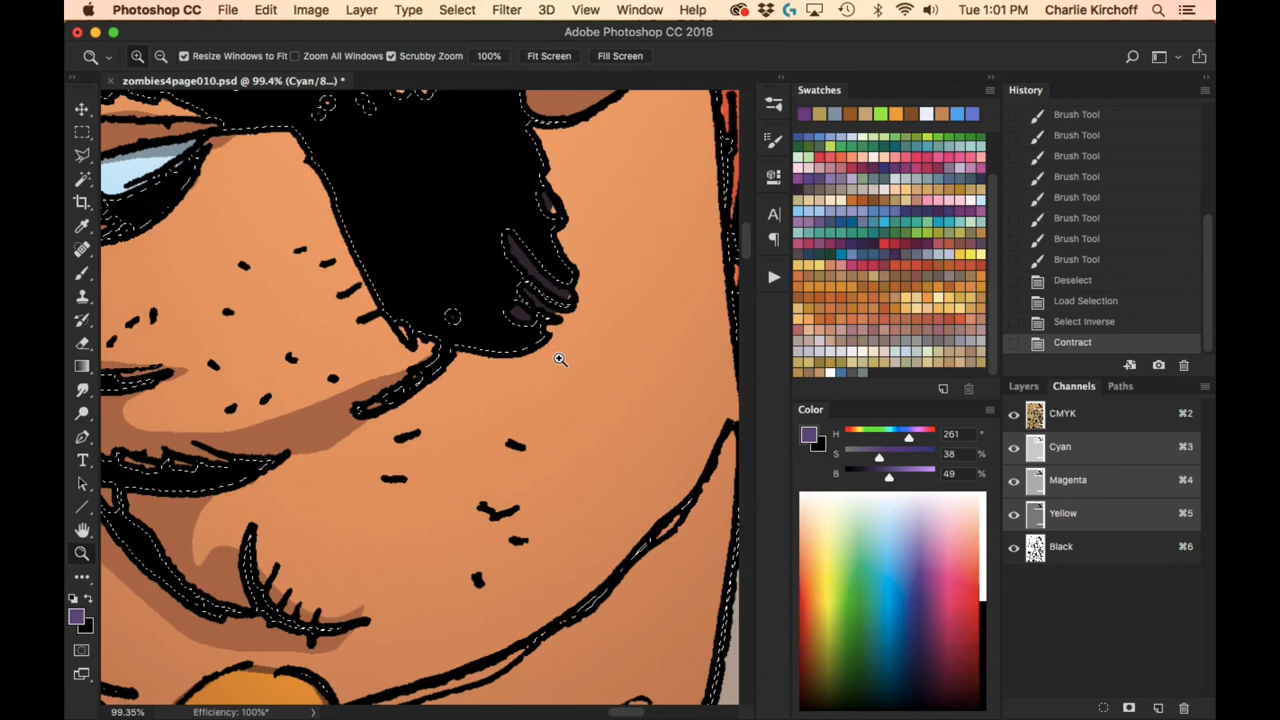 Photoshop CC File Edit Image Layer Type Select Filter 3D View Window Help Tue 1:01 PM Charlie Kirchoff
Adobe Photoshop CC 2018
Resize Windows to Fit Zoom All Windows Scrubby Zoom 100% Fit Screen Fill Screen
zombies4page010.psd @ 99.4% (Cyan/8...) *
Swatches
History
Brush Tool
Brush Tool
Brush Tool
Brush Tool
Brush Tool
Brush Tool
Brush Tool
Brush Tool
Deselect
Load Selection
Select Inverse
Contract
Layers Channels Paths
Color
CMYK ⌘2
H 261 °
Cyan ⌘3
S 38 %
B 49 %
Magenta ⌘4
Yellow ⌘5
Black ⌘6
99.35% Efficiency: 100%*